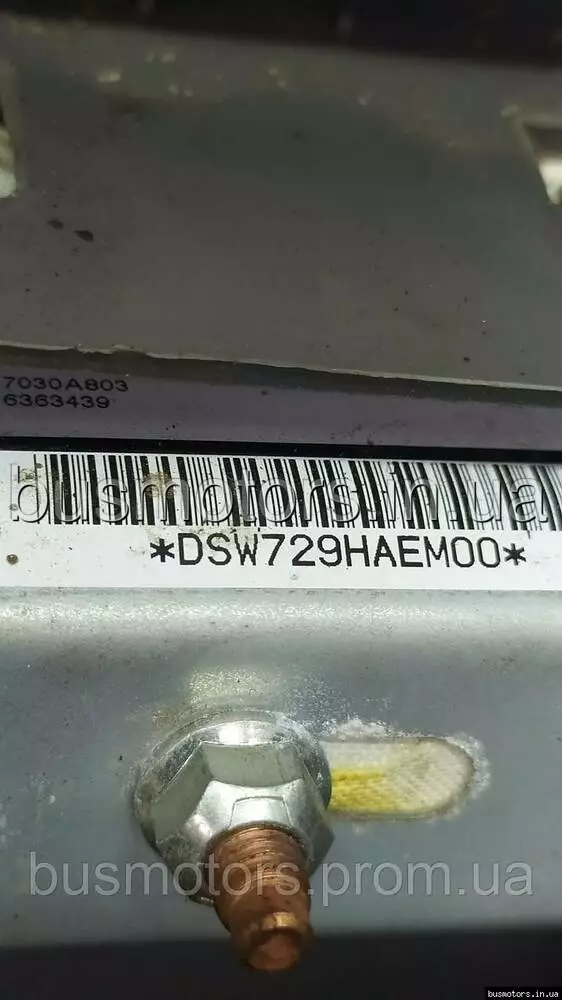 7030A803
6363439
busmotors.in.ua
*DSW729HAEM00*
busmotors.prom.ua
busmotors.in.ua